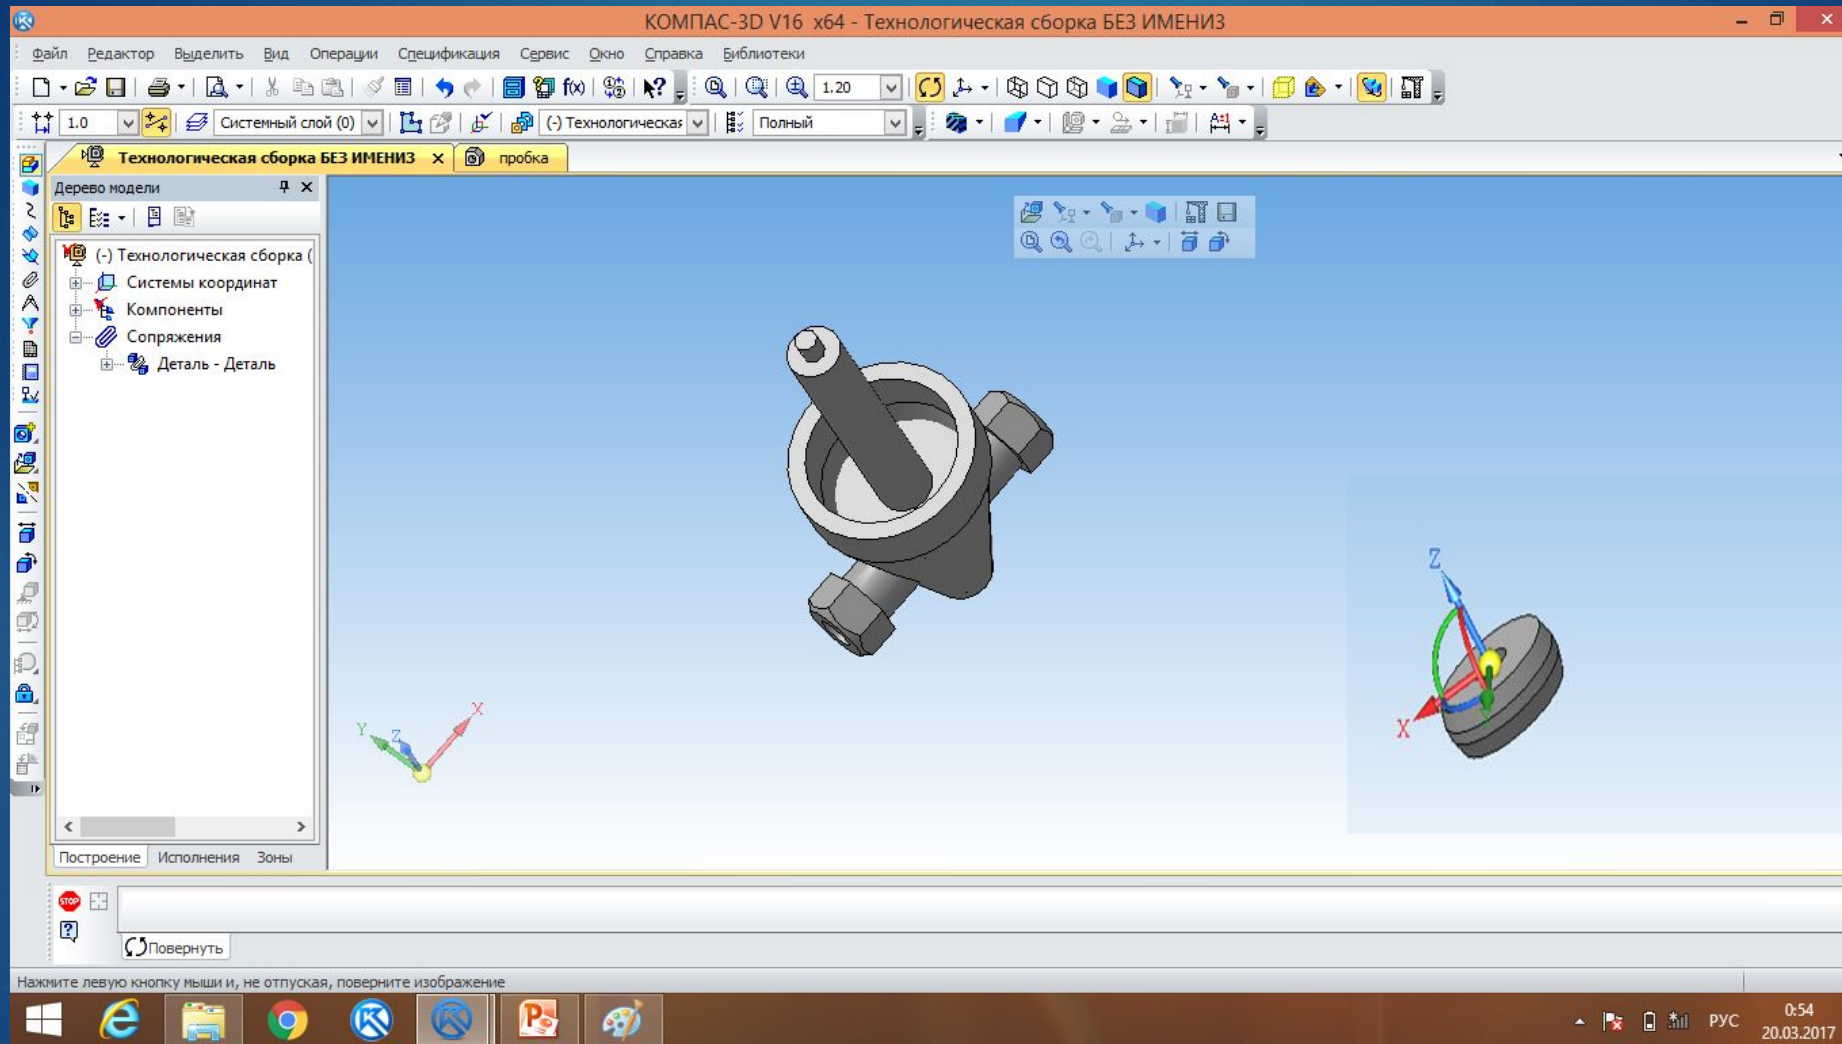 КОМПАС-3D V16 x64 - Технологическая сборка БЕЗ ИМЕНИ3
Файл Редактор Выделить Вид Операции Спецификация Сервис Окно Справка Библиотеки
1.20
1.0 Системный слой (0) (-) Технологическая Полный
Технологическая сборка БЕЗ ИМЕНИ3 пробка
Дерево модели
(-) Технологическая сборка (
Системы координат
Компоненты
Сопряжения
Деталь - Деталь
Z
X
Y
X
Y
Z
Построение Исполнения Зоны
STOP
Повернуть
Нажмите левую кнопку мыши и, не отпуская, поверните изображение
РУС
0:54
20.03.2017